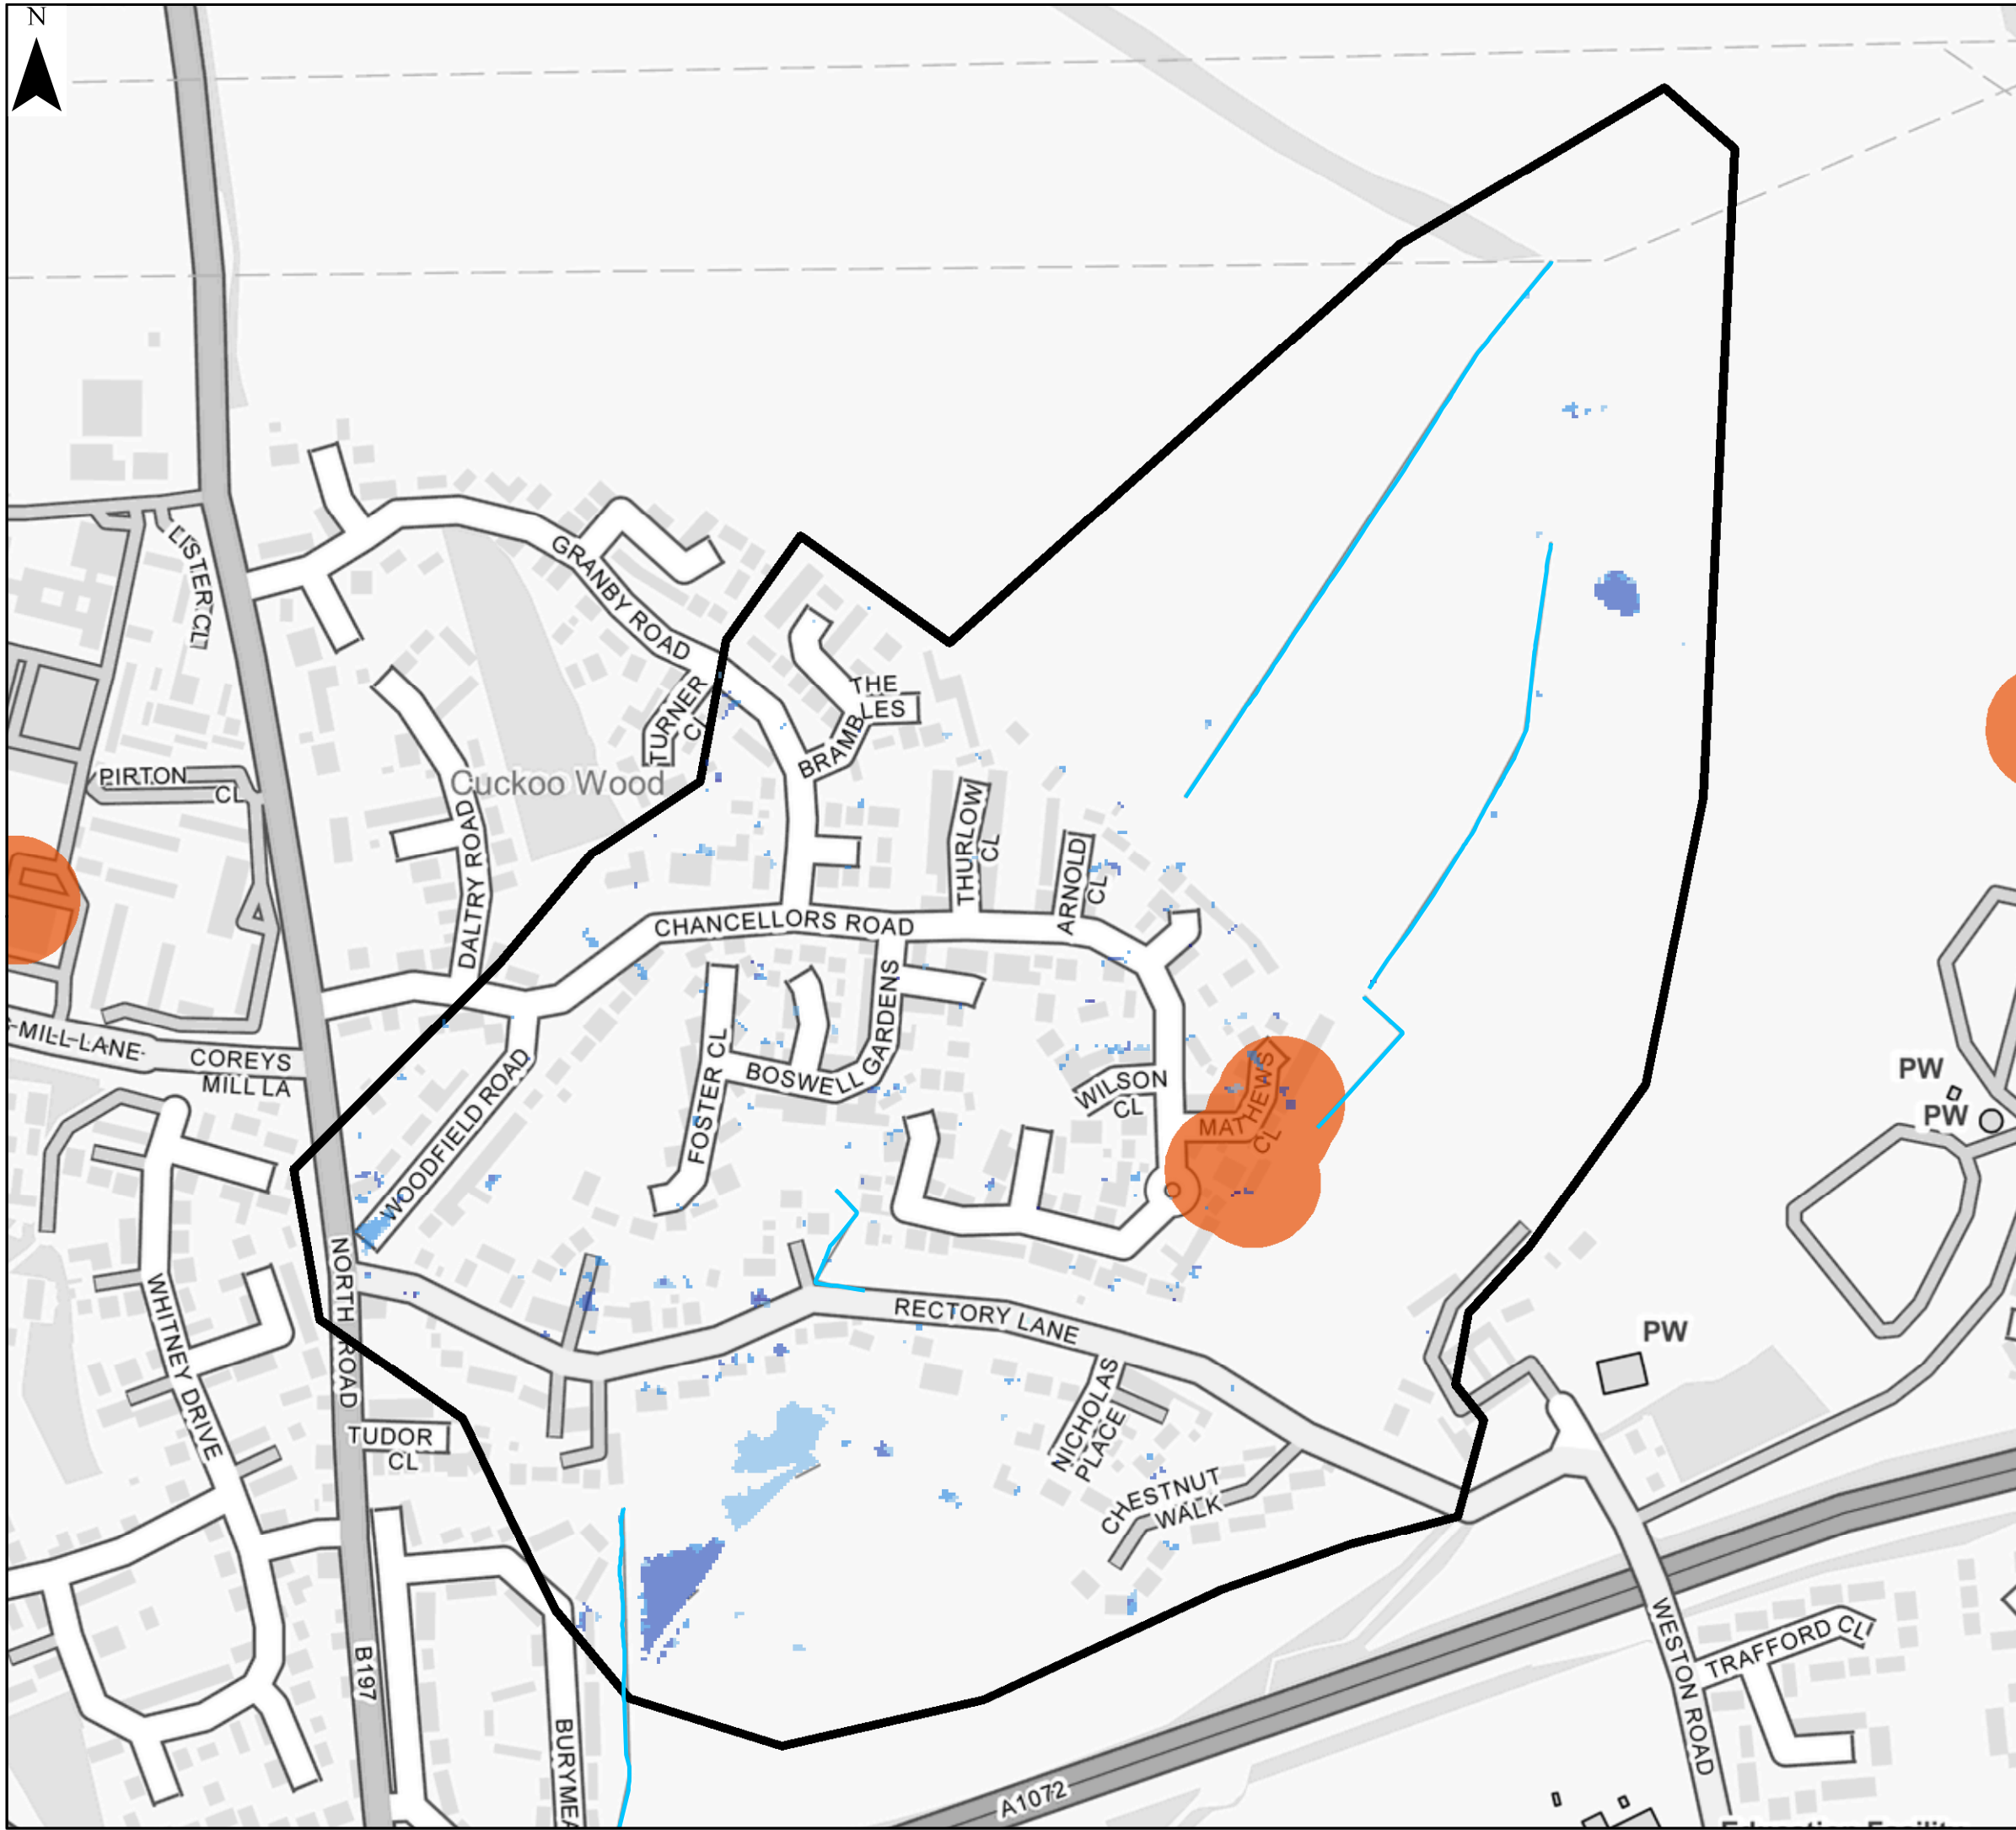 N
LISTER CL
GRANBY ROAD
TURNER
CL
THE
BRAMB
LES
PIRTON
CL
Cuckoo Wood
DALTRY ROAD
THURLOW
CL
ARNOLD
CL
CHANCELLORS ROAD
MILL LANE
COREYS
MILL LA
WOODFIELD ROAD
FOSTER CL
BOSWELL GARDENS
WILSON
CL
MATTHEWS
CL
PW
PW
WHITNEY DRIVE
NORTH ROAD
RECTORY LANE
PW
NICHOLAS
PLACE
TUDOR
CL
CHESTNUT
WALK
B197
BURYMEA
WESTON ROAD
TRAFFORD CL
A1072